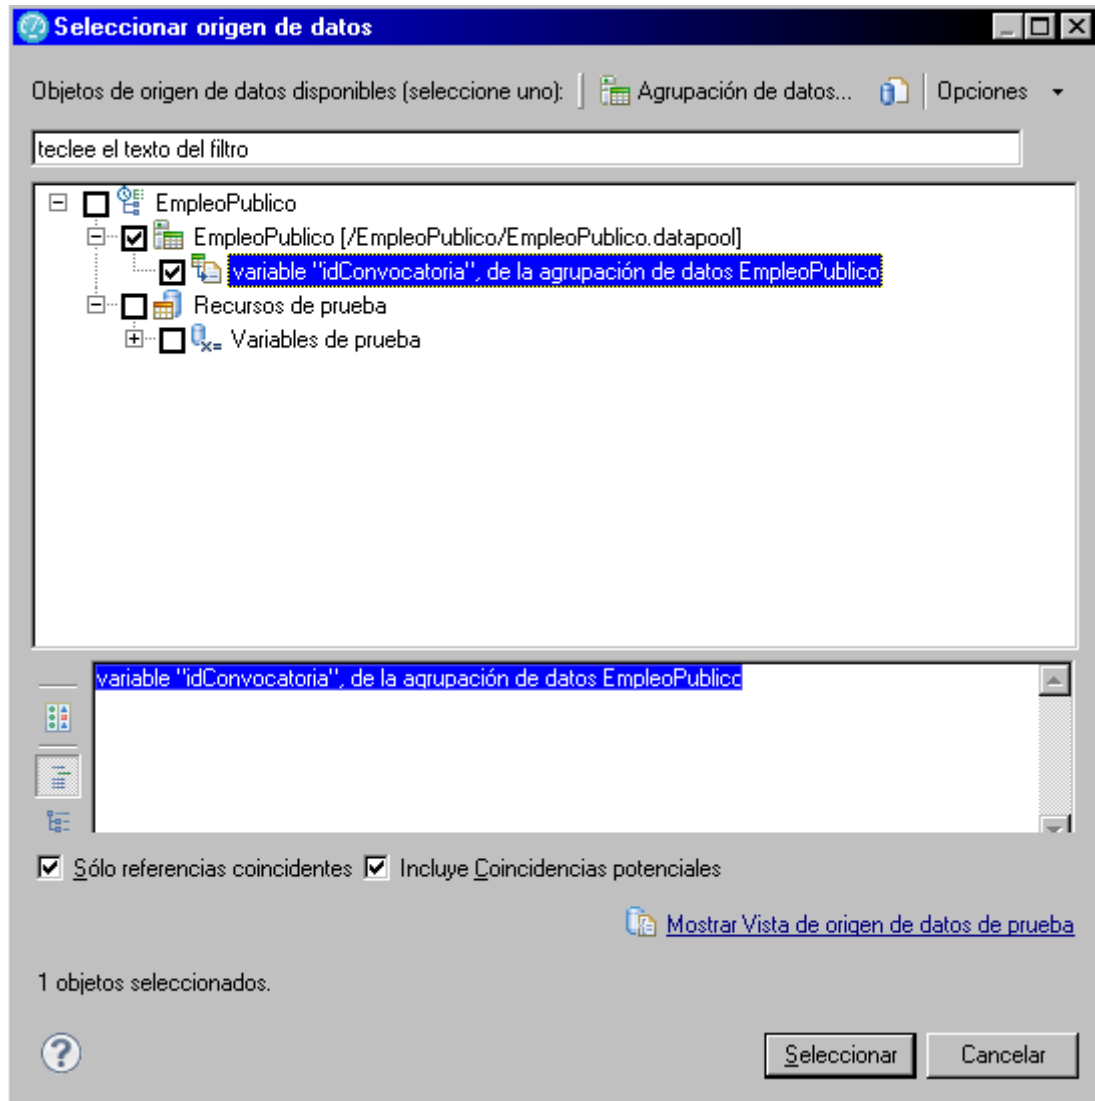 Seleccionar origen de datos
Objetos de origen de datos disponibles (seleccione uno): Agrupación de datos... Opciones
teclee el texto del filtro
EmpleoPublico
EmpleoPublico [/EmpleoPublico/EmpleoPublico.datapool]
variable "idConvocatoria", de la agrupación de datos EmpleoPublico
Recursos de prueba
Variables de prueba
variable "idConvocatoria", de la agrupación de datos EmpleoPublico
Sólo referencias coincidentes Incluye Coincidencias potenciales
Mostrar Vista de origen de datos de prueba
1 objetos seleccionados.
Seleccionar Cancelar